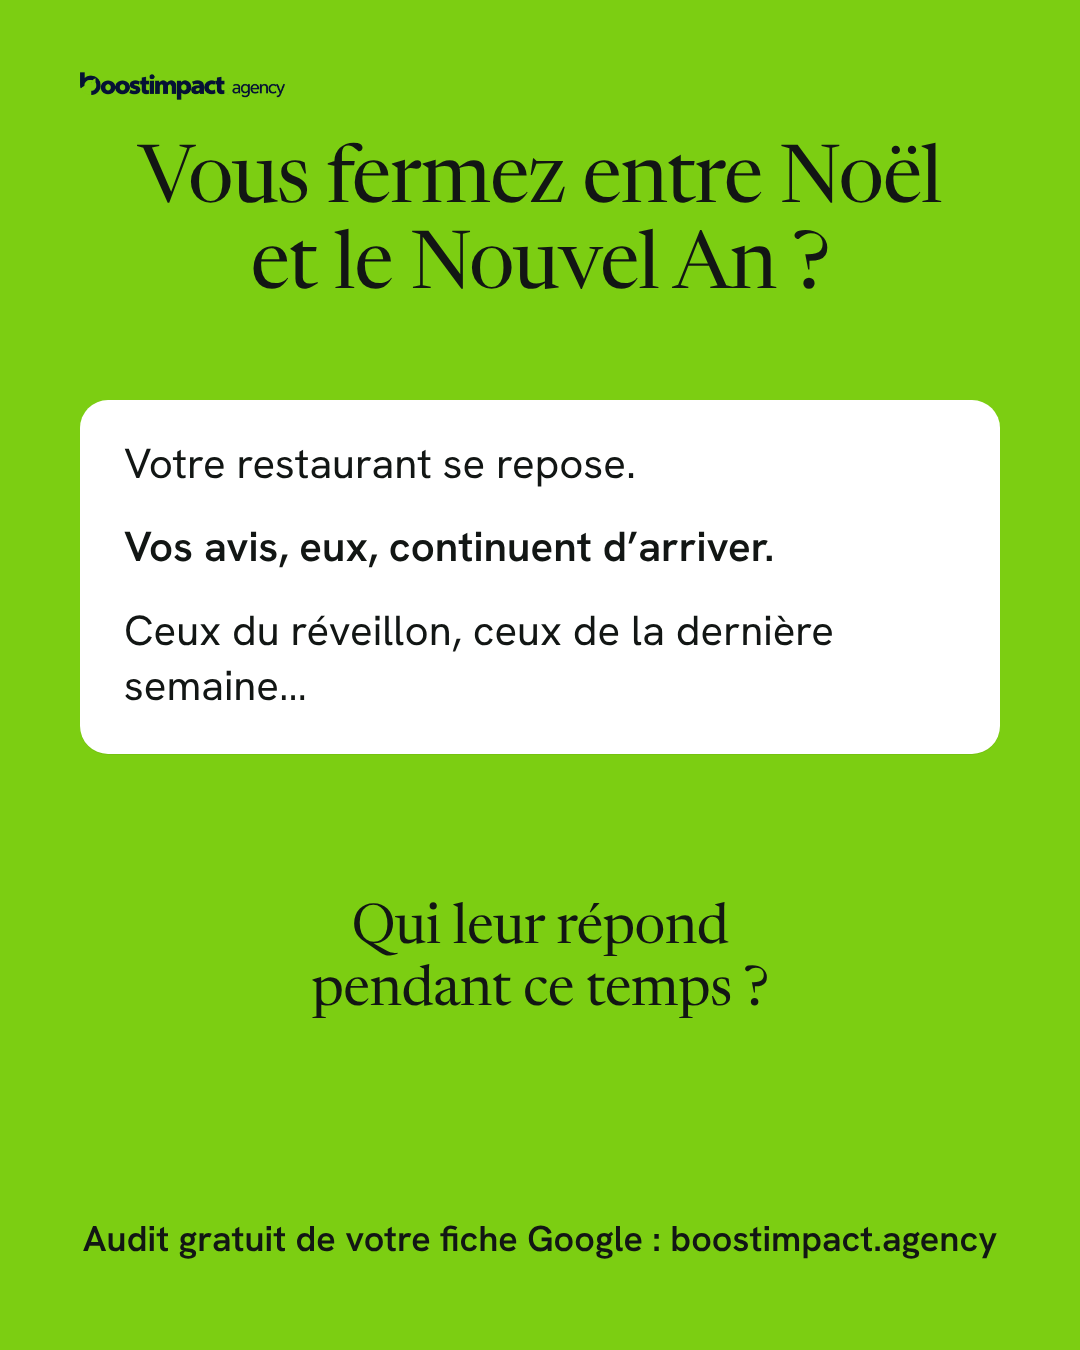 boostimpact agency
Vous fermez entre Noël
et le Nouvel An ?
Votre restaurant se repose.
Vos avis, eux, continuent d’arriver.
Ceux du réveillon, ceux de la dernière
semaine…
Qui leur répond
pendant ce temps ?
Audit gratuit de votre fiche Google : boostimpact.agency